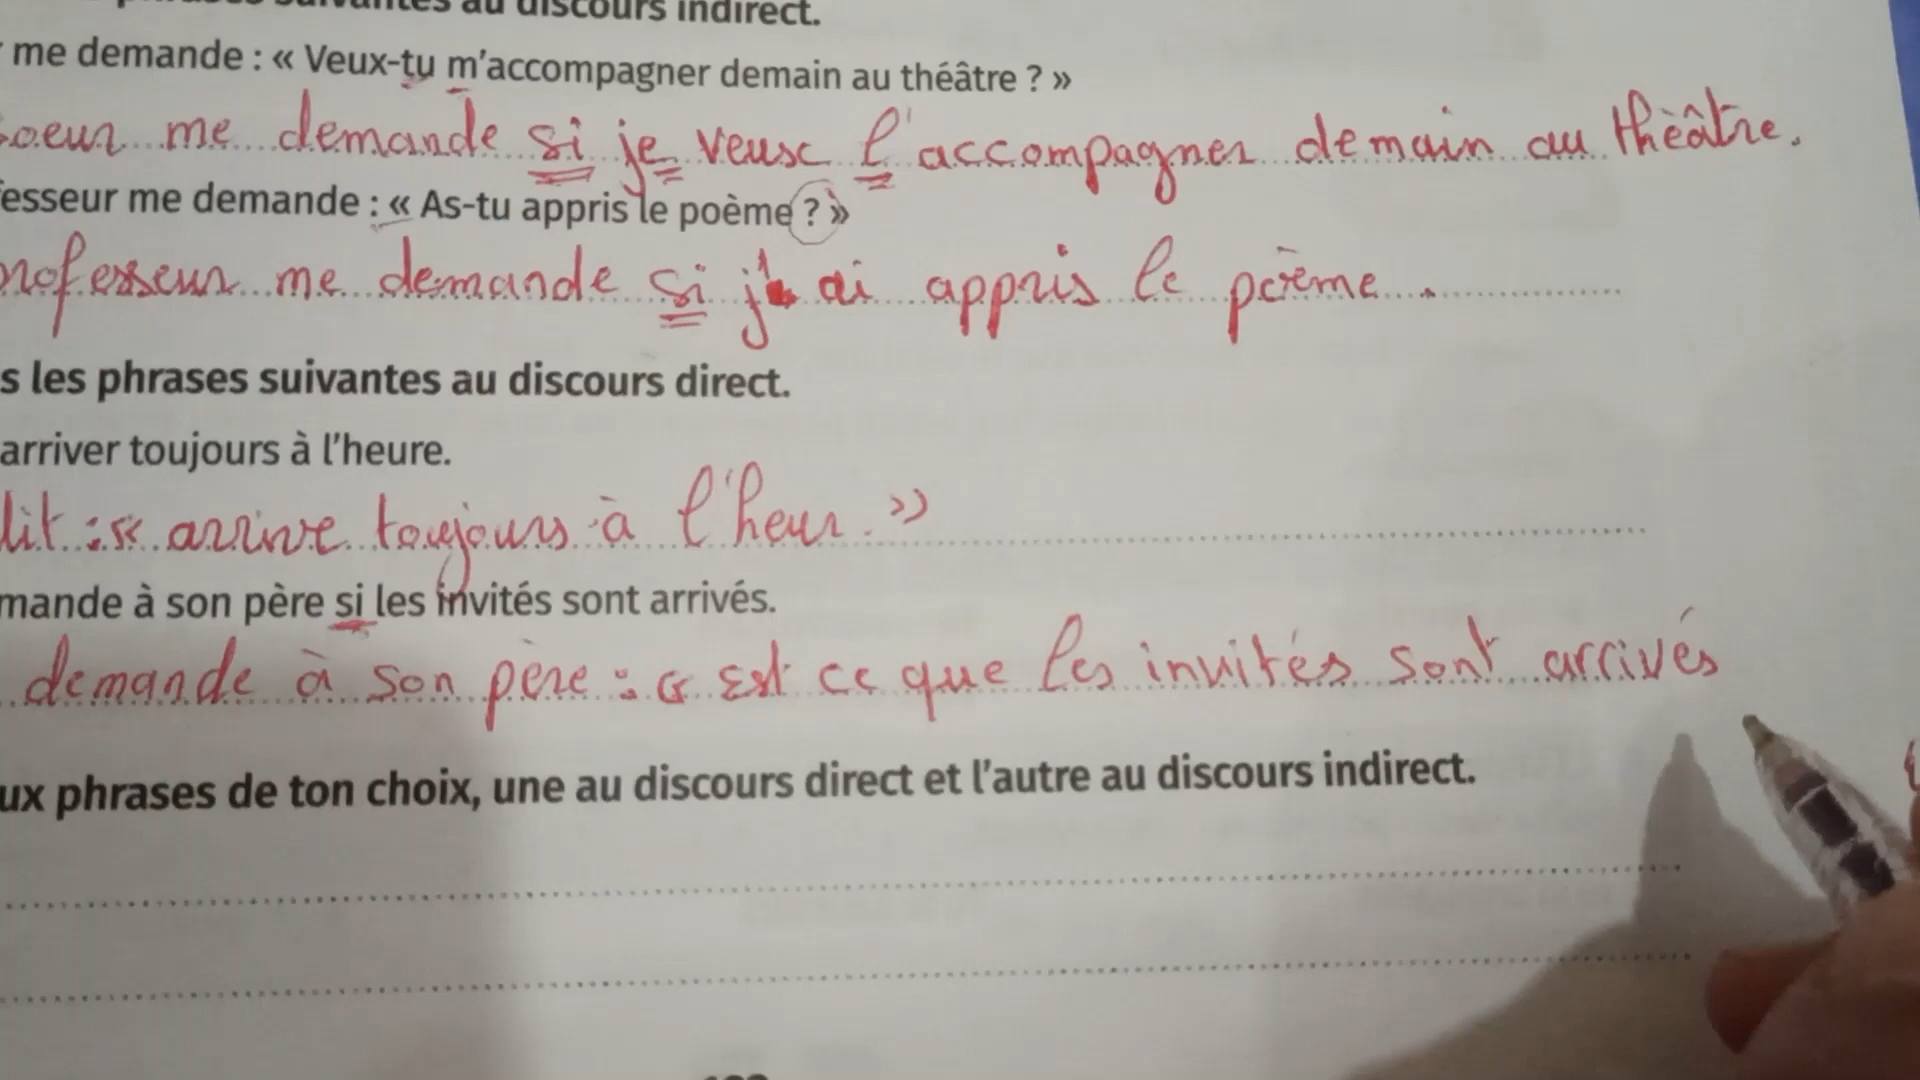 suivantes au discours indirect.
me demande : « Veux-tu m'accompagner demain au théâtre ? »
soeur me demande si je veux l'accompagner demain au thèâtre.
esseur me demande : « As-tu appris le poème ? »
rofesseur me demande si j'ai appris le poème.
s les phrases suivantes au discours direct.
arriver toujours à l'heure.
dit : « arrive toujours à l'heur. »
mande à son père si les invités sont arrivés.
demande à son père : « Est ce que les invités sont arrivés
ux phrases de ton choix, une au discours direct et l'autre au discours indirect.